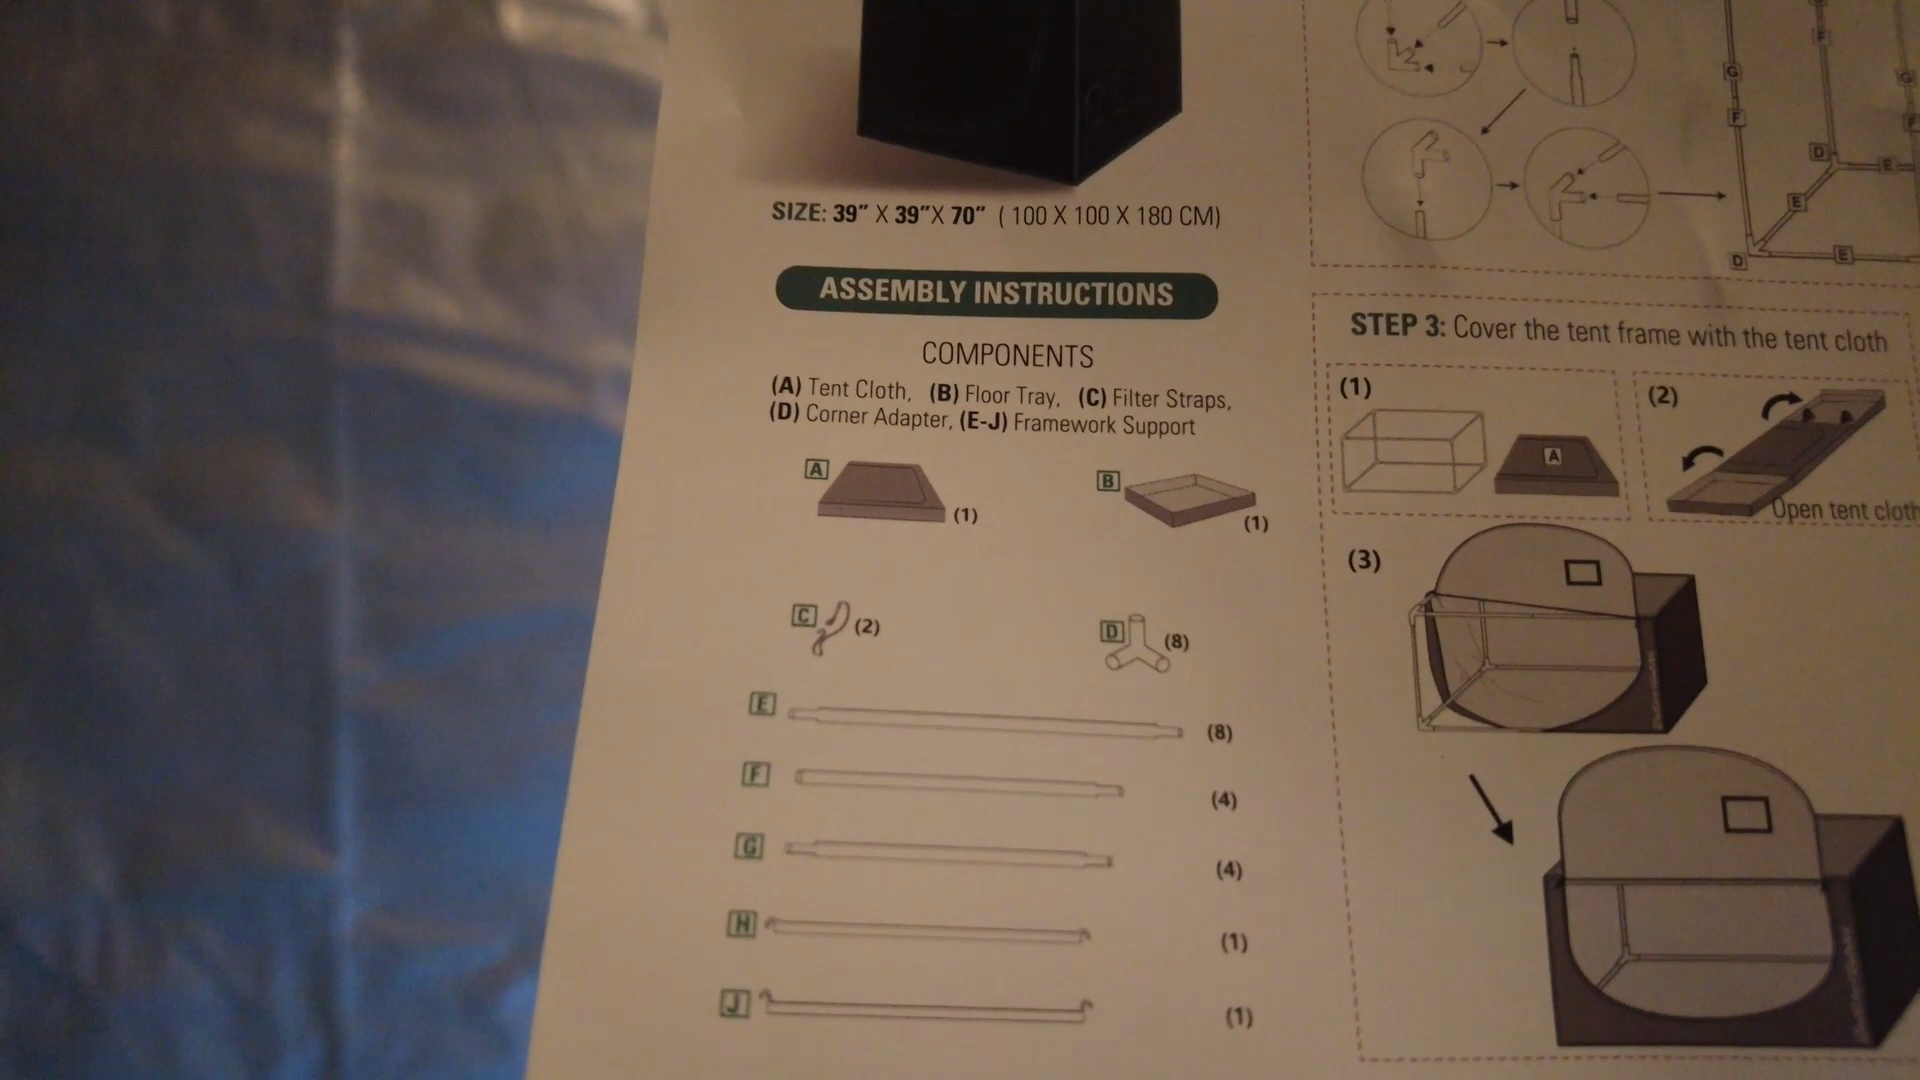 SIZE: 39" X 39"X 70" ( 100 X 100 X 180 CM)
ASSEMBLY INSTRUCTIONS
COMPONENTS
(A) Tent Cloth, (B) Floor Tray, (C) Filter Straps,
(D) Corner Adapter, (E-J) Framework Support
A (1)
B (1)
C (2)
D (8)
E (8)
F (4)
G (4)
H (1)
J (1)
F
G
G
F
F
D
E
E
D
E
STEP 3: Cover the tent frame with the tent cloth
(1)
A
(2)
Open tent cloth
(3)